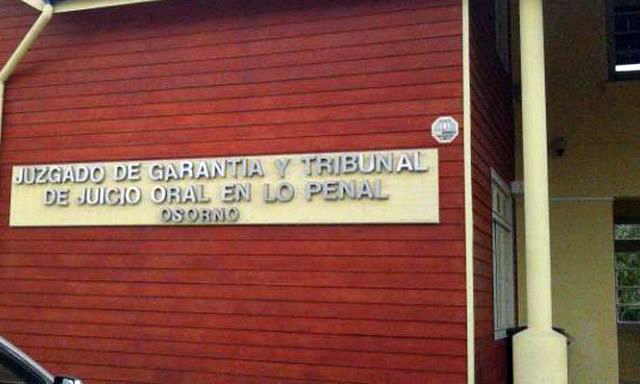 JUZGADO DE GARANTIA Y TRIBUNAL
DE JUICIO ORAL EN LO PENAL
OSORNO